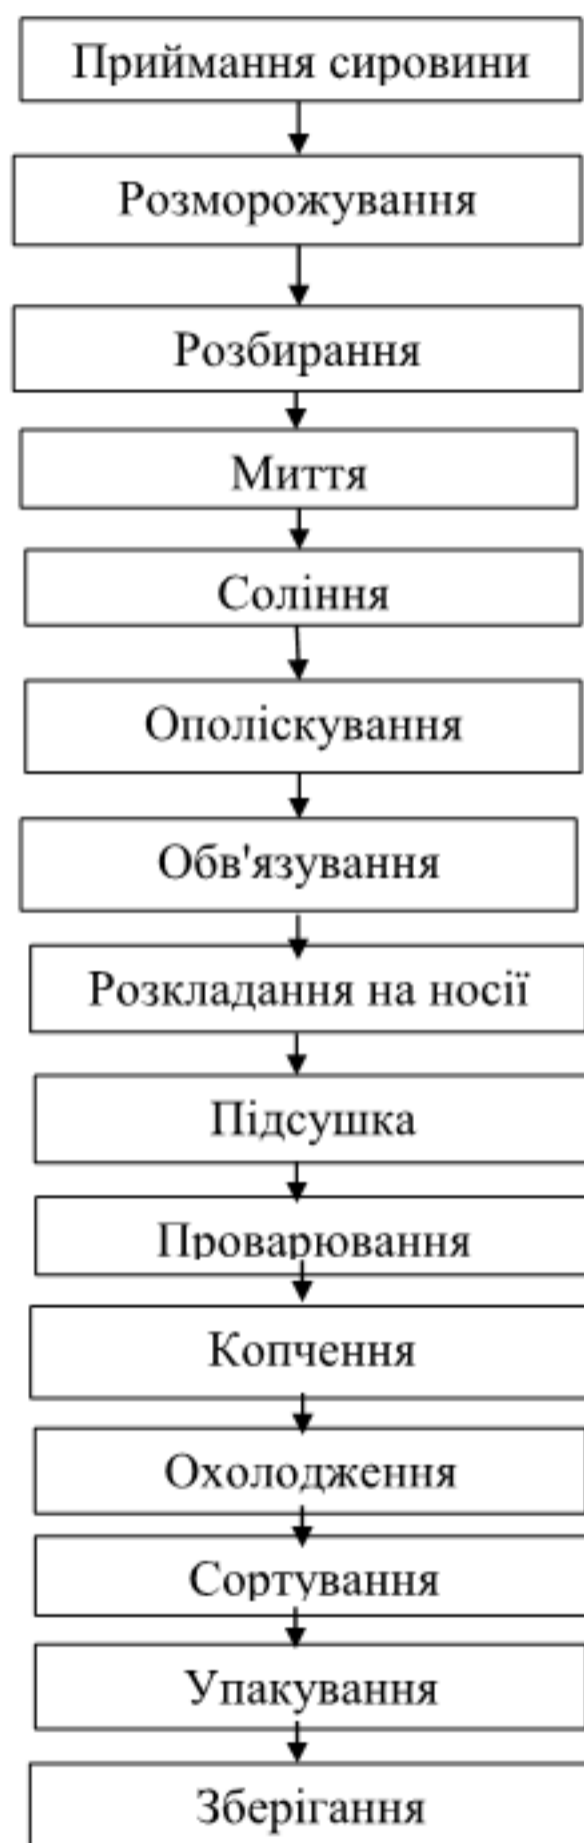 Приймання сировини
Розморожування
Розбирання
Миття
Соління
Ополіскування
Обв'язування
Розкладання на носії
Підсушка
Проварювання
Копчення
Охолодження
Сортування
Упакування
Зберігання